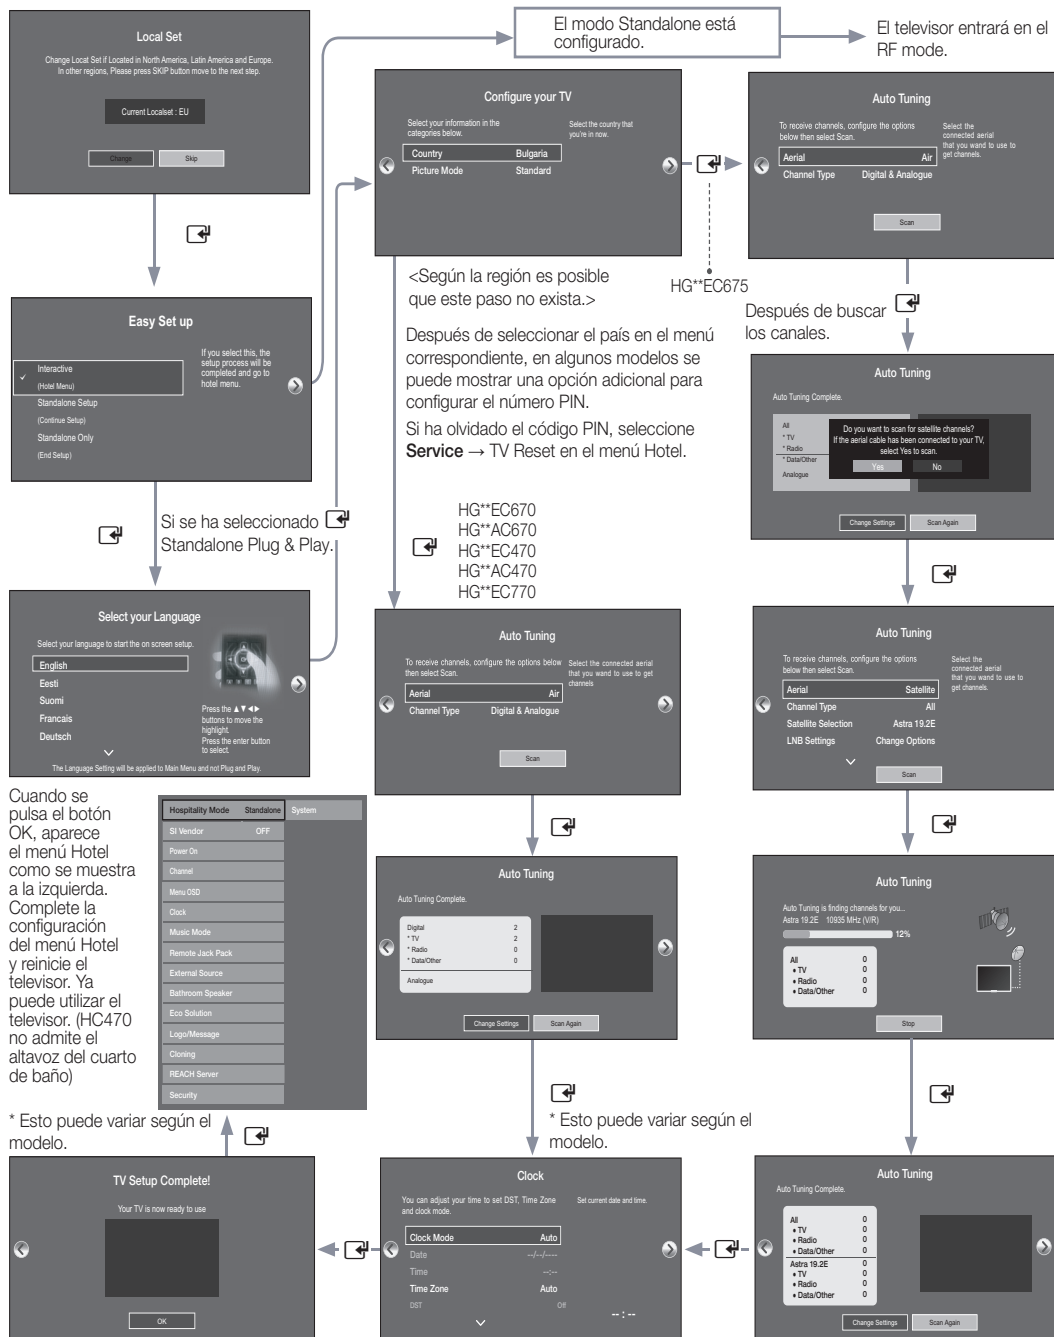 Local Set
Change Locat Set if Located in North America, Latin America and Europe.
In other regions, Please press SKIP button move to the next step.
Current Localset : EU
Change
Skip
El modo Standalone está
configurado.
El televisor entrará en el
RF mode.
Configure your TV
Select your information in the
categories below.
Select the country that
you're in now.
Country Bulgaria
Picture Mode Standard
HG**EC675
Auto Tuning
To receive channels, configure the options
below then select Scan.
Select the
connected aerial
that you wand to use to
get channels.
Aerial Air
Channel Type Digital & Analogue
Scan
<Según la región es posible
que este paso no exista.>
Después de seleccionar el país en el menú
correspondiente, en algunos modelos se
puede mostrar una opción adicional para
configurar el número PIN.
Si ha olvidado el código PIN, seleccione
Service → TV Reset en el menú Hotel.
Después de buscar
los canales.
Easy Set up
Interactive
(Hotel Menu)
Standalone Setup
(Continue Setup)
Standalone Only
(End Setup)
If you select this, the
setup process will be
completed and go to
hotel menu.
Si se ha seleccionado
Standalone Plug & Play.
HG**EC670
HG**AC670
HG**EC470
HG**AC470
HG**EC770
Auto Tuning
Auto Tuning Complete.
All
* TV
* Radio
* Data/Other
Analogue
Do you want to scan for satellite channels?
If the aerial cable has been connected to your TV,
select Yes to scan.
Yes
No
Change Settings
Scan Again
Select your Language
Select your language to start the on screen setup.
English
Eesti
Suomi
Francais
Deutsch
Press the ▲▼◄►
buttons to move the
highlight.
Press the enter button
to select.
The Language Setting will be applied to Main Menu and not Plug and Play.
Auto Tuning
To receive channels, configure the options below
then select Scan.
Select the connected aerial
that you wand to use to get
channels
Aerial Air
Channel Type Digital & Analogue
Scan
Auto Tuning
To receive channels, configure the options
below then select Scan.
Select the
connected aerial
that you wand to use to
get channels.
Aerial Satellite
Channel Type All
Satellite Selection Astra 19.2E
LNB Settings Change Options
Scan
Cuando se
pulsa el botón
OK, aparece
el menú Hotel
como se muestra
a la izquierda.
Complete la
configuración
del menú Hotel
y reinicie el
televisor. Ya
puede utilizar el
televisor. (HC470
no admite el
altavoz del cuarto
de baño)
Hospitality Mode Standalone System
SI Vendor OFF
Power On
Channel
Menu OSD
Clock
Music Mode
Remote Jack Pack
External Source
Bathroom Speaker
Eco Solution
Logo/Message
Cloning
REACH Server
Security
* Esto puede variar según el
modelo.
Auto Tuning
Auto Tuning Complete.
Digital 2
* TV 2
* Radio 0
* Data/Other 0
Analogue
Change Settings
Scan Again
Auto Tuning
Auto Tuning is finding channels for you...
Astra 19.2E 10935 MHz (V/R)
12%
All 0
• TV 0
• Radio 0
• Data/Other 0
Stop
* Esto puede variar según el
modelo.
TV Setup Complete!
Your TV is now ready to use
OK
Clock
You can adjust your time to set DST, Time Zone
and clock mode.
Set current date and time.
Clock Mode Auto
Date --/--/----
Time --:--
Time Zone Auto
DST Off
-- : --
Auto Tuning
Auto Tuning Complete.
All 0
• TV 0
• Radio 0
• Data/Other 0
Astra 19.2E 0
• TV 0
• Radio 0
• Data/Other 0
Change Settings
Scan Again